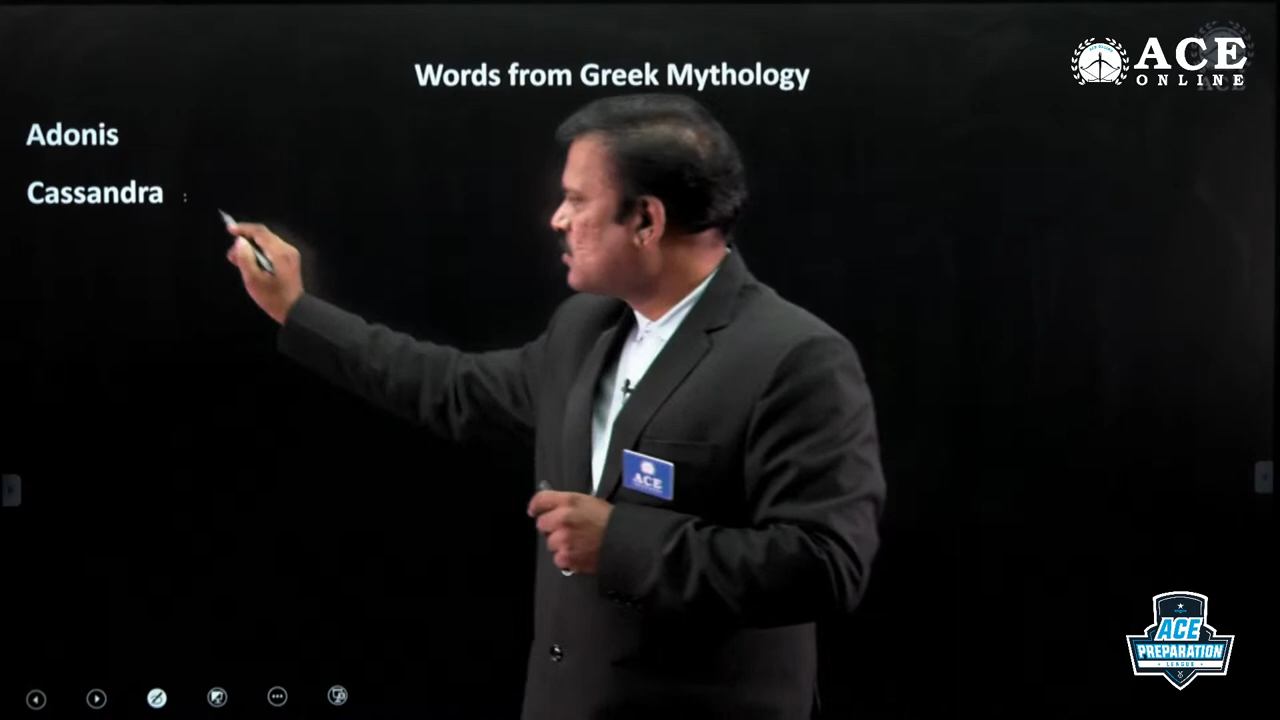 Words from Greek Mythology
ACE
ONLINE
Adonis
Cassandra :
ACE
ACE
PREPARATION
LEAGUE